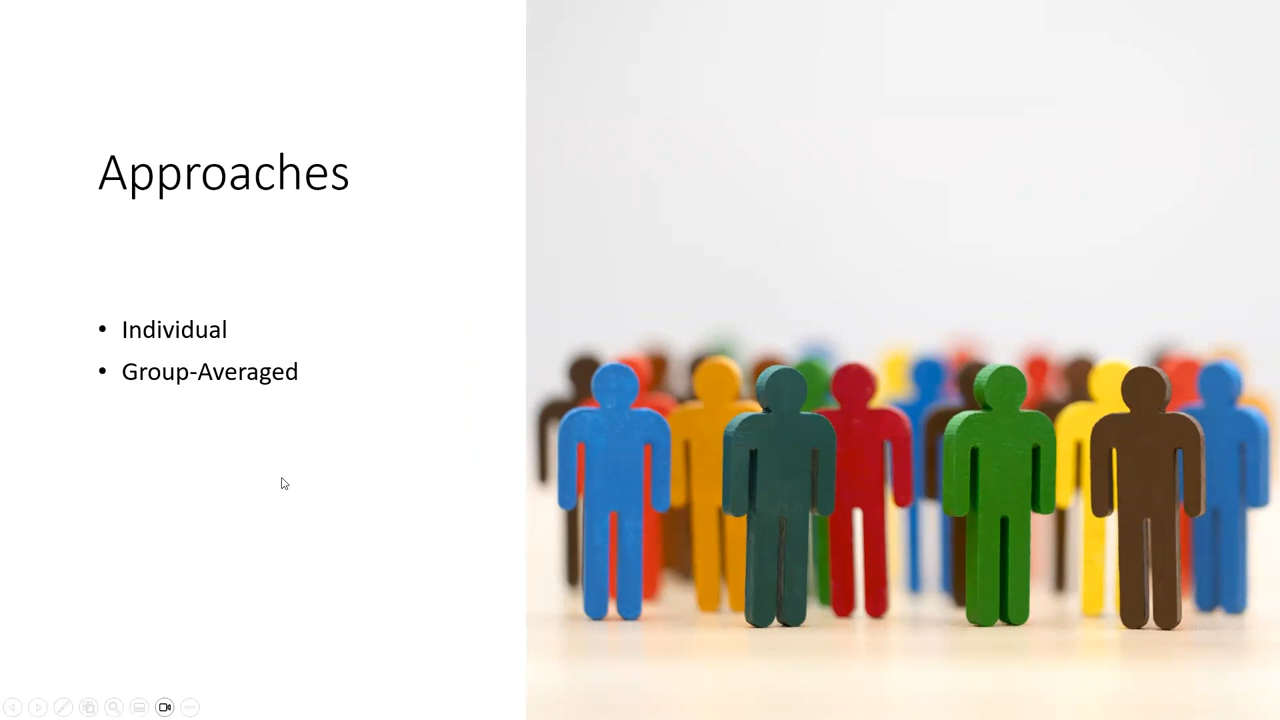 Approaches
• Individual
• Group-Averaged